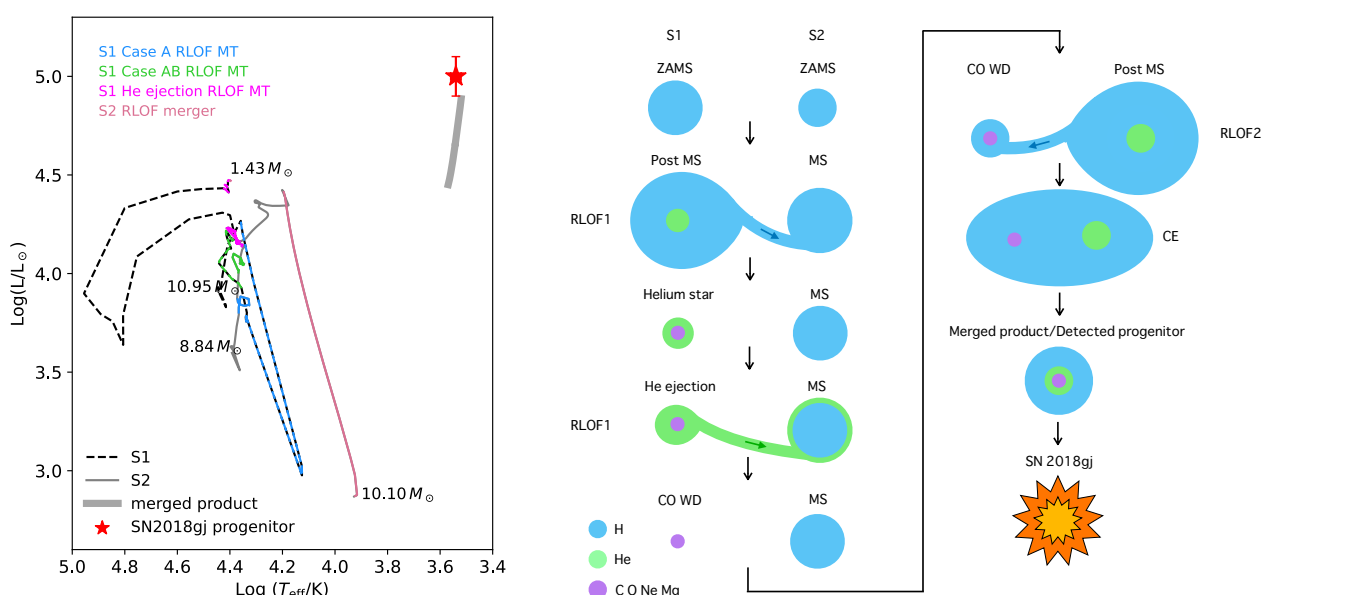 S1 Case A RLOF MT
S1 Case AB RLOF MT
S1 He ejection RLOF MT
S2 RLOF merger
1.43 M⊙
10.95 M⊙
8.84 M⊙
10.10 M⊙
S1
S2
merged product
SN2018gj progenitor
Log(L/L⊙)
5.0
4.5
4.0
3.5
3.0
5.0 4.8 4.6 4.4 4.2 4.0 3.8 3.6 3.4
Log (Teff/K)
S1 S2
ZAMS ZAMS
Post MS MS
RLOF1
Helium star MS
He ejection MS
RLOF1
CO WD MS
H
He
C O Ne Mg
CO WD Post MS
RLOF2
CE
Merged product/Detected progenitor
SN 2018gj